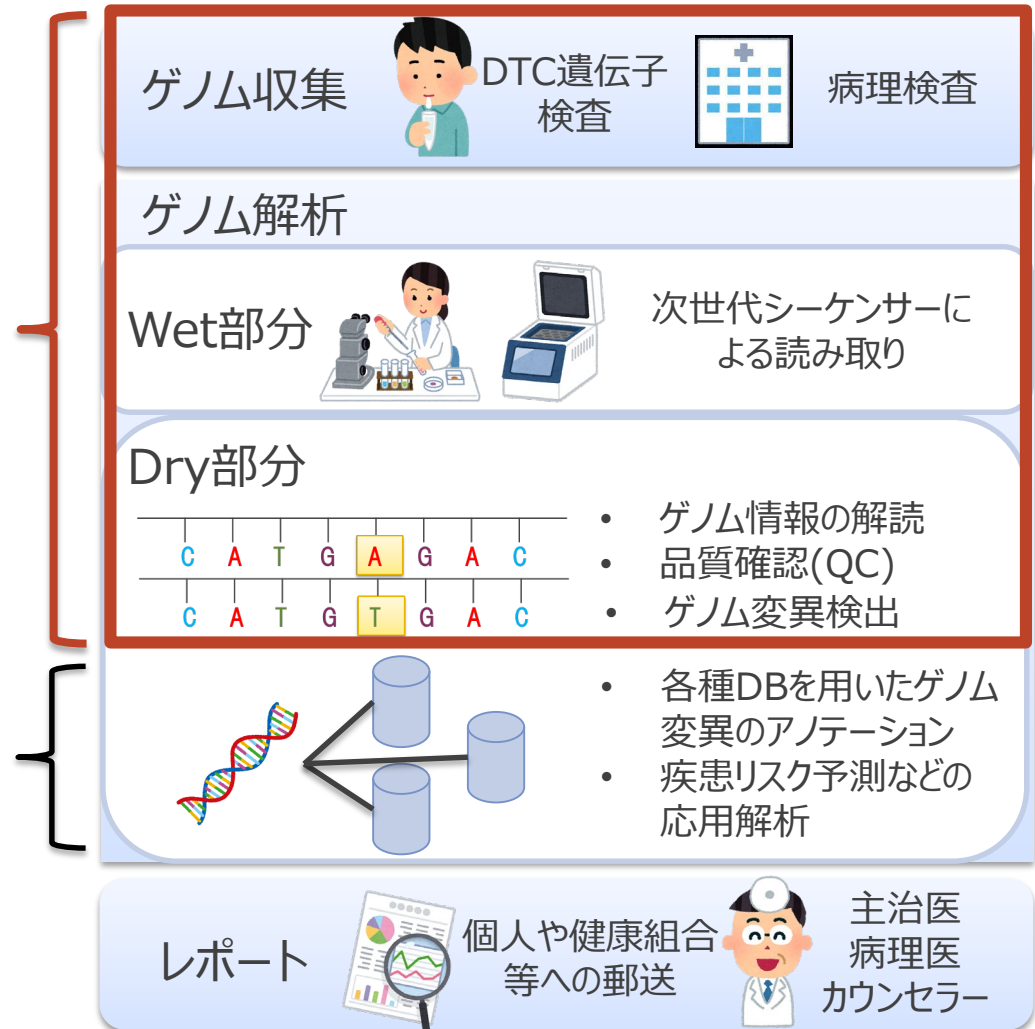 ゲノム収集
DTC遺伝子
検査
病理検査
ゲノム解析
Wet部分
次世代シーケンサーに
よる読み取り
Dry部分
C A T G A G A C
C A T G T G A C
• ゲノム情報の解読
• 品質確認(QC)
• ゲノム変異検出
• 各種DBを用いたゲノム
変異のアノテーション
• 疾患リスク予測などの
応用解析
レポート
個人や健康組合
等への郵送
主治医
病理医
カウンセラー